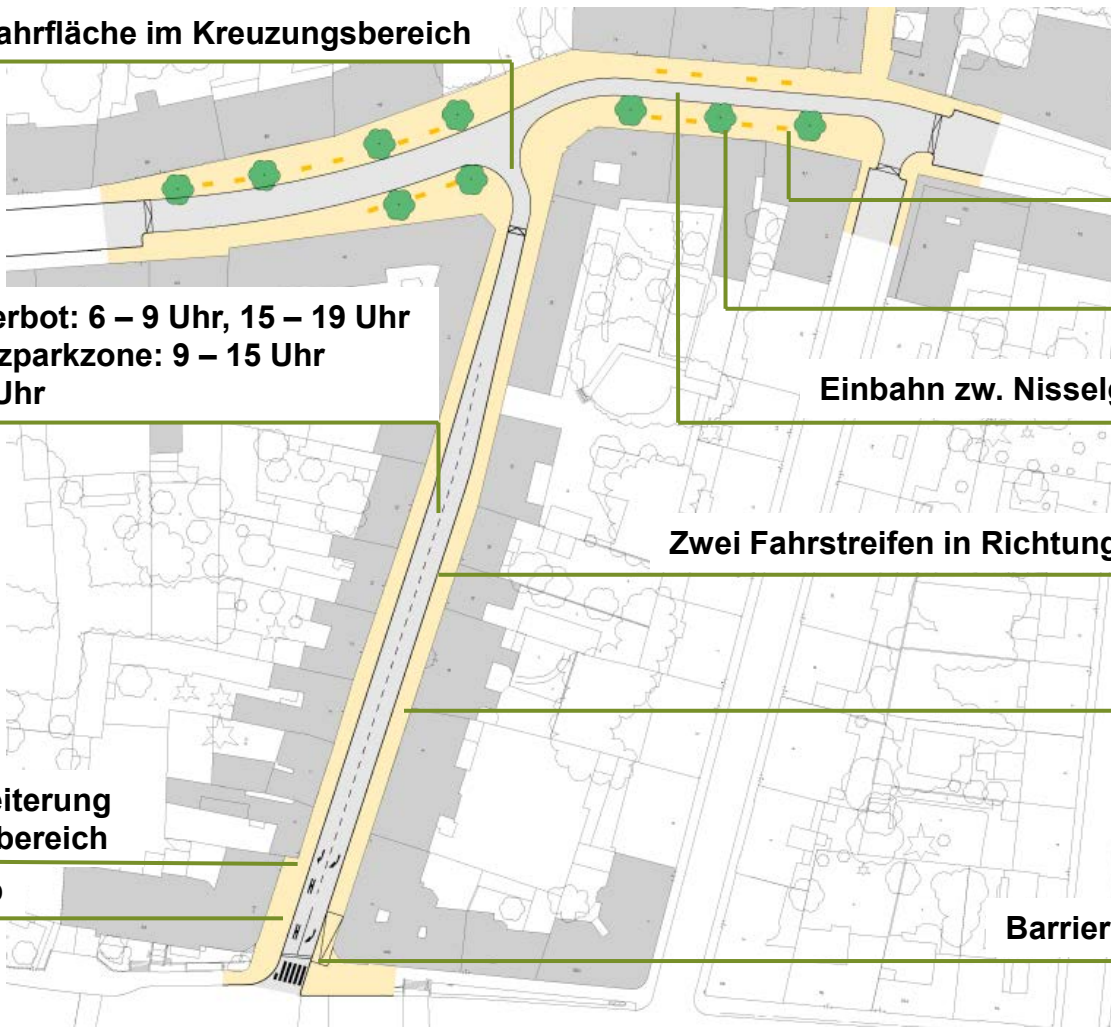 ahrfläche im Kreuzungsbereich
erbot: 6 – 9 Uhr, 15 – 19 Uhr
zparkzone: 9 – 15 Uhr
Uhr
Einbahn zw. Nisselg
Zwei Fahrstreifen in Richtung
eiterung
bereich
Barrier